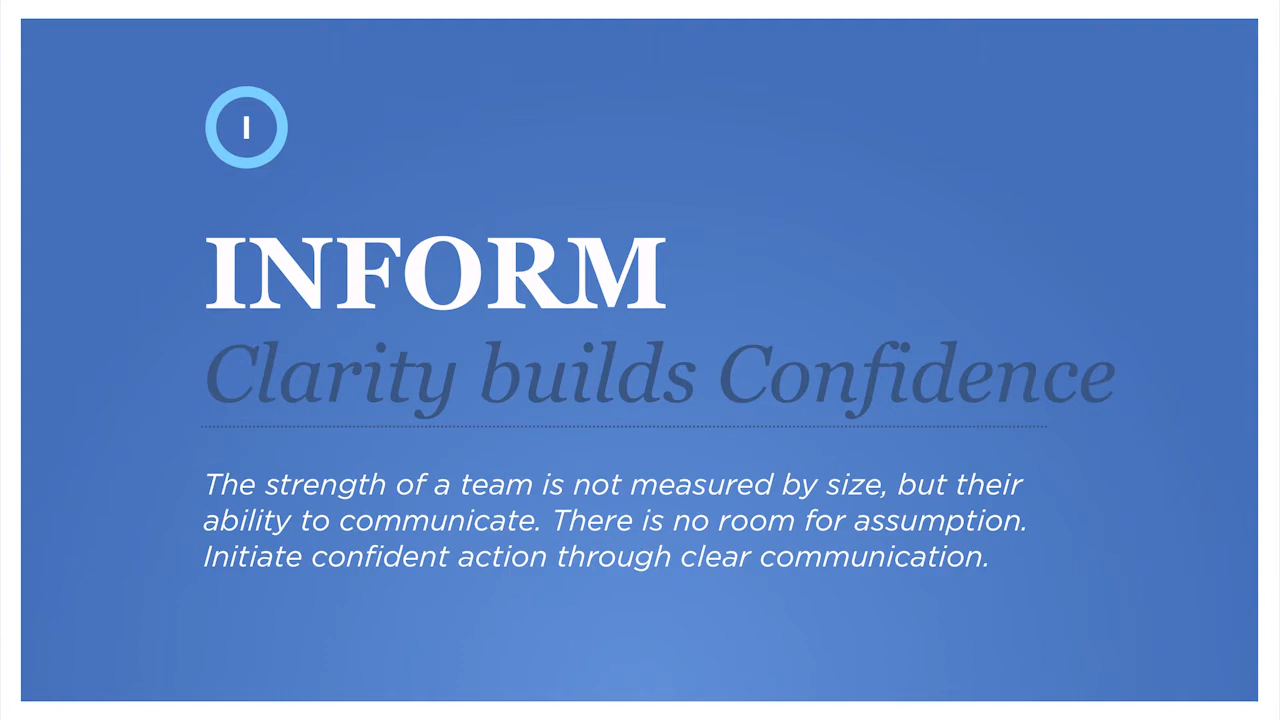 I
INFORM
Clarity builds Confidence
The strength of a team is not measured by size, but their
ability to communicate. There is no room for assumption.
Initiate confident action through clear communication.